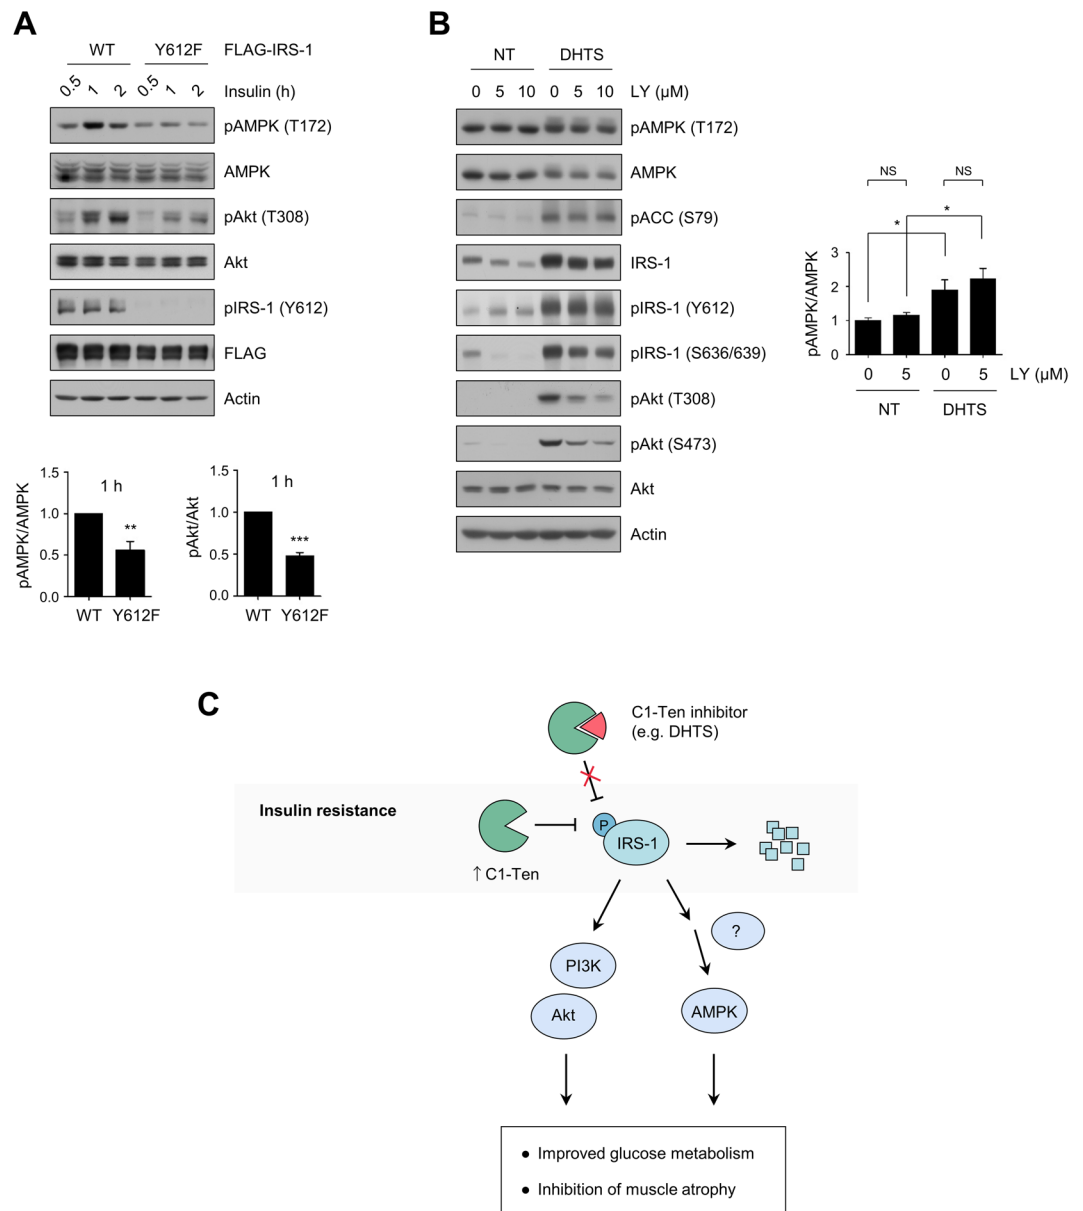 A
WT Y612F FLAG-IRS-1
0.5 1 2 0.5 1 2 Insulin (h)
pAMPK (T172)
AMPK
pAkt (T308)
Akt
pIRS-1 (Y612)
FLAG
Actin
1.5
1.0
0.5
0.0
pAMPK/AMPK
1 h
**
WT Y612F
1.5
1.0
0.5
0.0
pAkt/Akt
1 h
***
WT Y612F
B
NT DHTS
0 5 10 0 5 10 LY (µM)
pAMPK (T172)
AMPK
pACC (S79)
IRS-1
pIRS-1 (Y612)
pIRS-1 (S636/639)
pAkt (T308)
pAkt (S473)
Akt
Actin
NS NS
*
*
3
2
1
0
pAMPK/AMPK
0 5 0 5 LY (µM)
NT DHTS
C
C1-Ten inhibitor
(e.g. DHTS)
Insulin resistance
P
IRS-1
↑ C1-Ten
?
PI3K
Akt
AMPK
● Improved glucose metabolism
● Inhibition of muscle atrophy